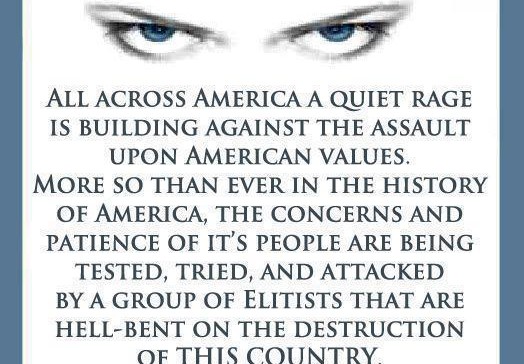 All across America a quiet rage
is building against the assault
upon American values.
More so than ever in the history
of America, the concerns and
patience of it's people are being
tested, tried, and attacked
by a group of Elitists that are
hell-bent on the destruction
of THIS COUNTRY.